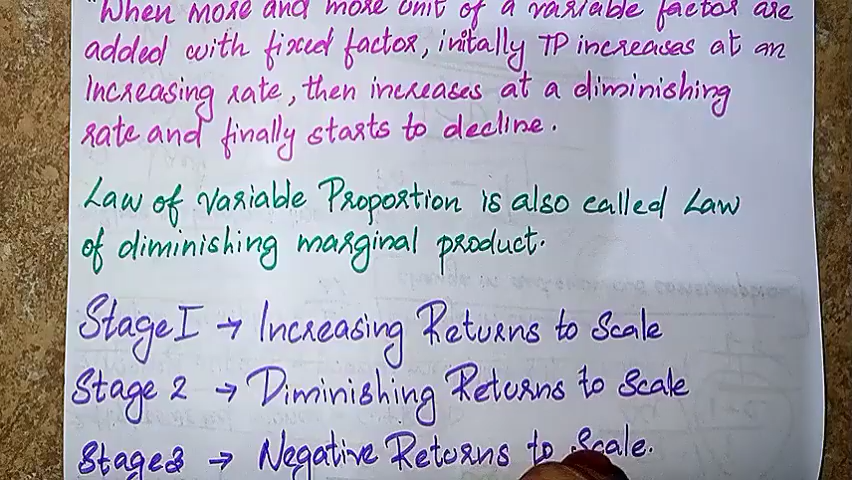 "When more and more unit of a variable factor are
added with fixed factor, initally TP increases at an
Increasing rate, then increases at a diminishing
rate and finally starts to decline.
Law of Variable Proportion is also called Law
of diminishing marginal product.
Stage I → Increasing Returns to Scale
Stage 2 → Diminishing Returns to Scale
Stage 3 → Negative Returns to Scale.